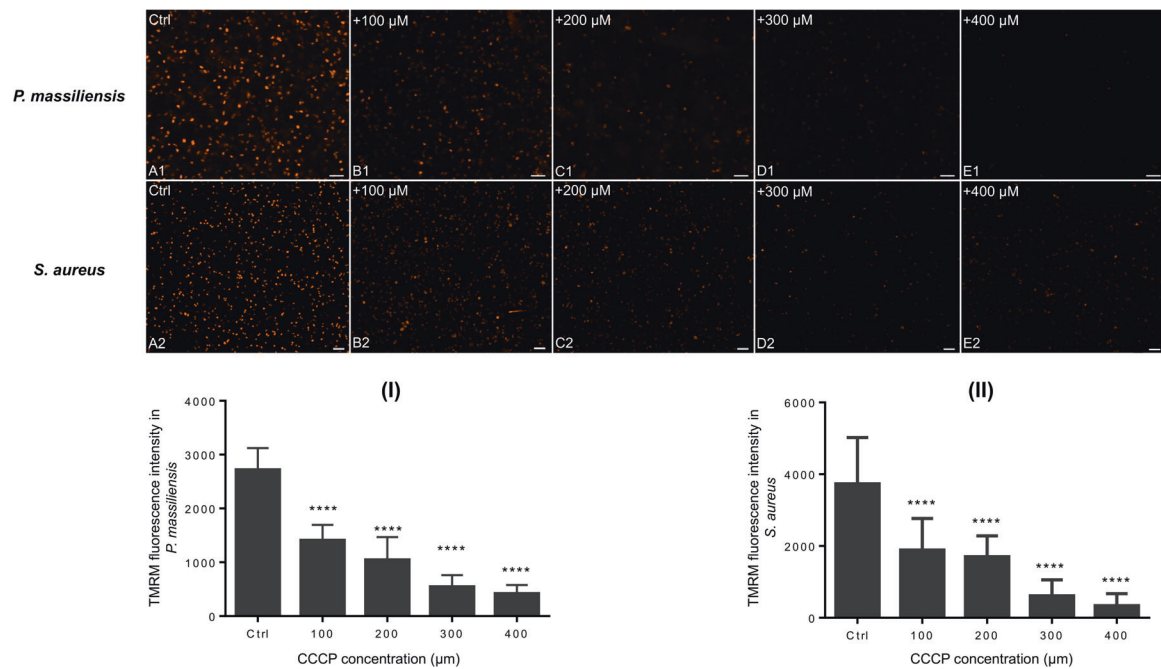 Ctrl
+100 µM
+200 µM
+300 µM
+400 µM
P. massiliensis
A1
B1
C1
D1
E1
Ctrl
+100 µM
+200 µM
+300 µM
+400 µM
S. aureus
A2
B2
C2
D2
E2
(I)
TMRM fluorescence intensity in
P. massiliensis
4000
3000
2000
1000
0
****
****
****
****
Ctrl
100
200
300
400
CCCP concentration (µm)
(II)
TMRM fluorescence intensity in
S. aureus
6000
4000
2000
0
****
****
****
****
Ctrl
100
200
300
400
CCCP concentration (µm)